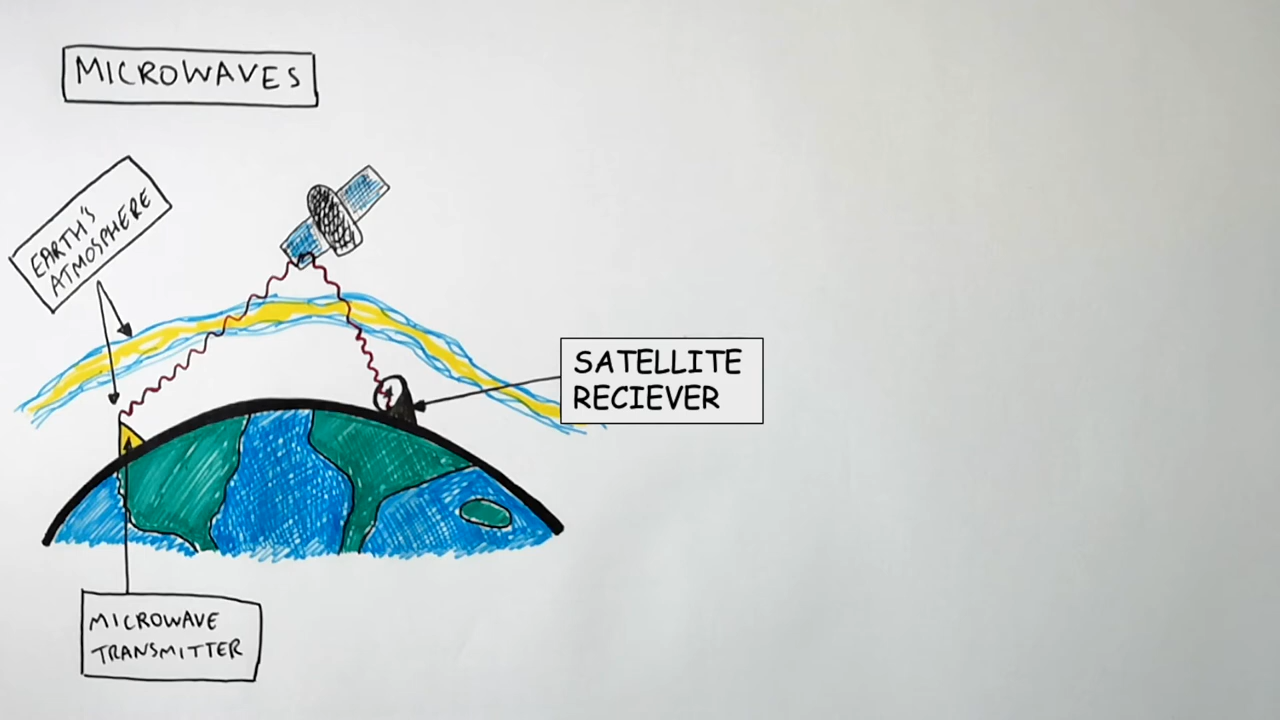 MICROWAVES
EARTH'S
ATMOSPHERE
SATELLITE
RECIEVER
MICROWAVE
TRANSMITTER